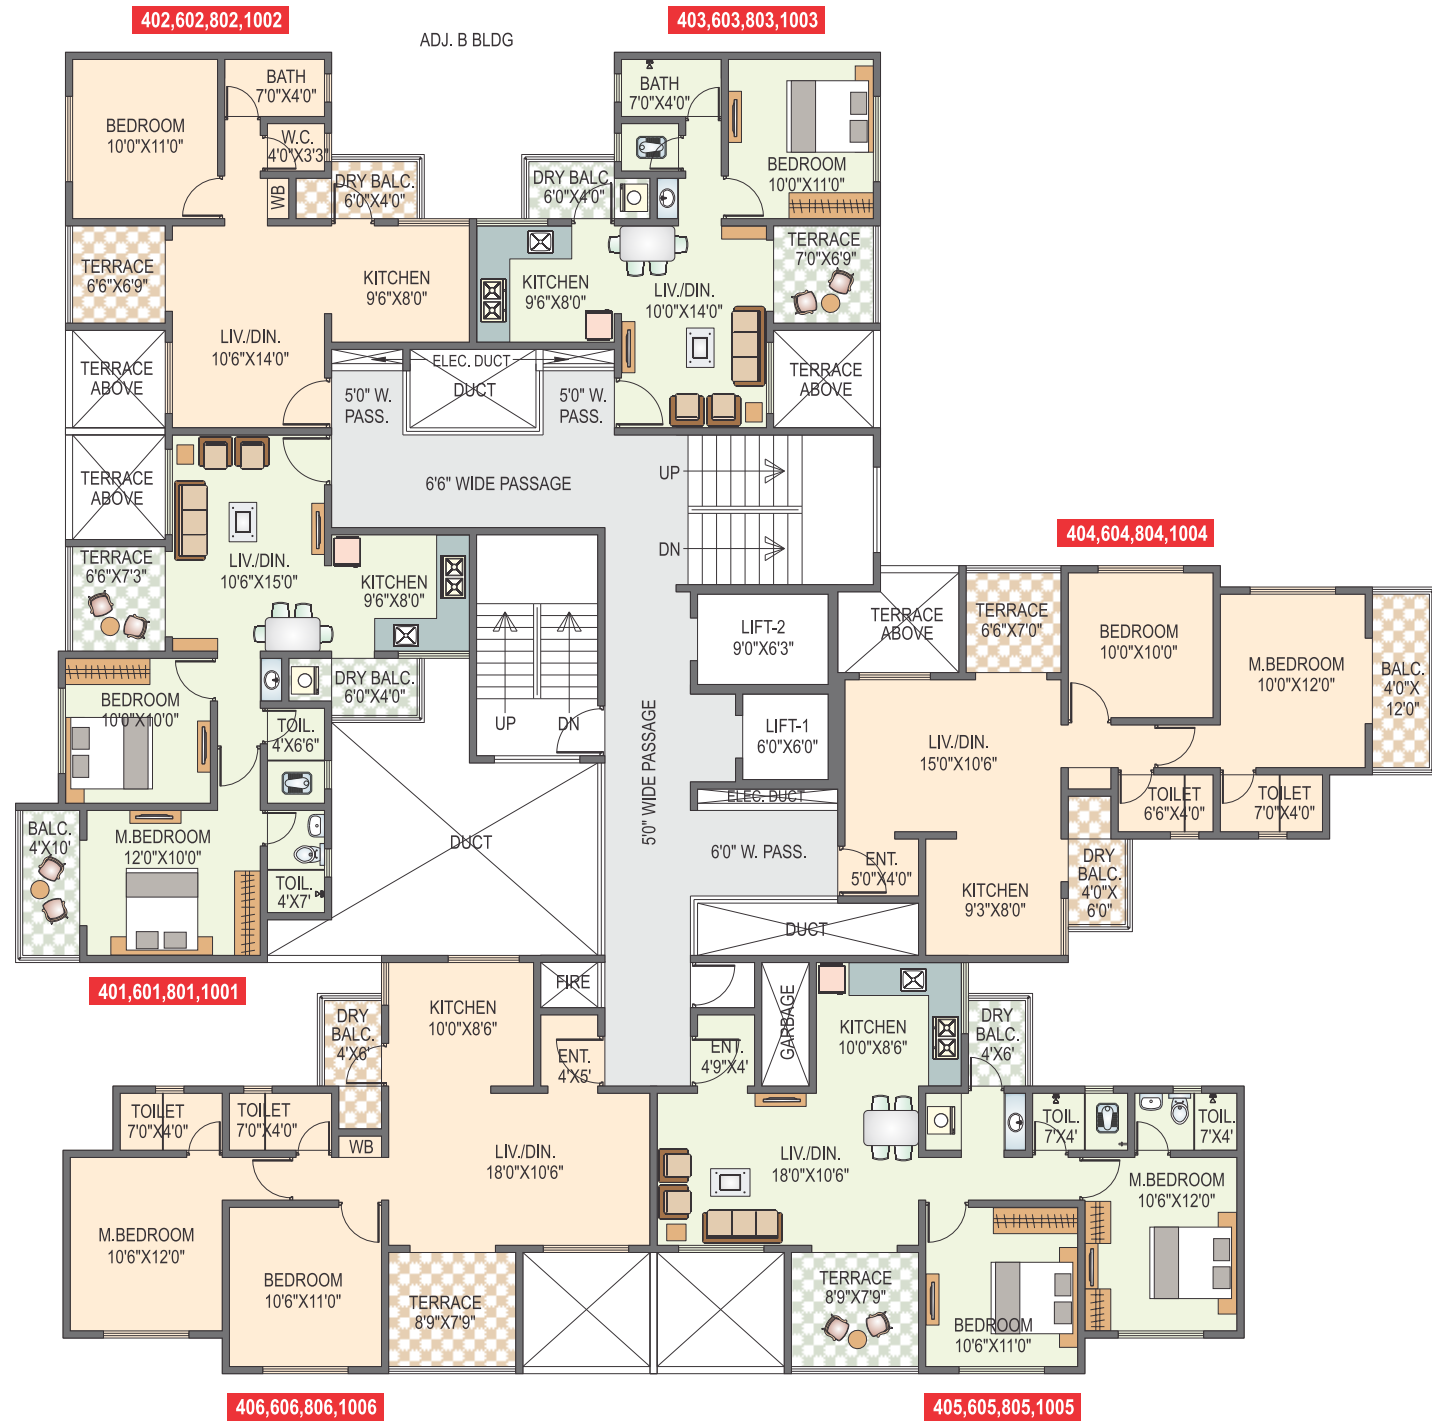 402,602,802,1002
403,603,803,1003
ADJ. B BLDG
BATH
7'0"X4'0"
BEDROOM
10'0"X11'0"
W.C.
4'0"X3'3"
WB
DRY BALC.
6'0"X4'0"
TERRACE
6'6"X6'9"
KITCHEN
9'6"X8'0"
LIV./DIN.
10'6"X14'0"
TERRACE
ABOVE
BATH
7'0"X4'0"
BEDROOM
10'0"X11'0"
DRY BALC.
6'0"X4'0"
KITCHEN
9'6"X8'0"
LIV./DIN.
10'0"X14'0"
TERRACE
7'0"X6'9"
TERRACE
ABOVE
ELEC. DUCT
DUCT
5'0" W.
PASS.
5'0" W.
PASS.
6'6" WIDE PASSAGE
UP
DN
TERRACE
ABOVE
TERRACE
6'6"X7'3"
LIV./DIN.
10'6"X15'0"
KITCHEN
9'6"X8'0"
DRY BALC.
6'0"X4'0"
BEDROOM
10'0"X10'0"
TOIL.
4'X6'6"
BALC.
4'X10'
M.BEDROOM
12'0"X10'0"
TOIL.
4'X7'
401,601,801,1001
UP
DN
DUCT
5'0" WIDE PASSAGE
LIFT-2
9'0"X6'3"
LIFT-1
6'0"X6'0"
ELEC. DUCT
6'0" W. PASS.
DUCT
404,604,804,1004
TERRACE
ABOVE
TERRACE
6'6"X7'0"
BEDROOM
10'0"X10'0"
M.BEDROOM
10'0"X12'0"
BALC.
4'0"X
12'0"
LIV./DIN.
15'0"X10'6"
TOILET
6'6"X4'0"
TOILET
7'0"X4'0"
ENT.
5'0"X4'0"
DRY
BALC.
4'0"X
6'0"
KITCHEN
9'3"X8'0"
FIRE
KITCHEN
10'0"X8'6"
DRY
BALC.
4'X6'
ENT.
4'X5'
TOILET
7'0"X4'0"
TOILET
7'0"X4'0"
WB
LIV./DIN.
18'0"X10'6"
M.BEDROOM
10'6"X12'0"
BEDROOM
10'6"X11'0"
TERRACE
8'9"X7'9"
406,606,806,1006
GARBAGE
ENT.
4'9"X4'
KITCHEN
10'0"X8'6"
DRY
BALC.
4'X6'
TOIL.
7'X4'
TOIL.
7'X4'
LIV./DIN.
18'0"X10'6"
M.BEDROOM
10'6"X12'0"
TERRACE
8'9"X7'9"
BEDROOM
10'6"X11'0"
405,605,805,1005